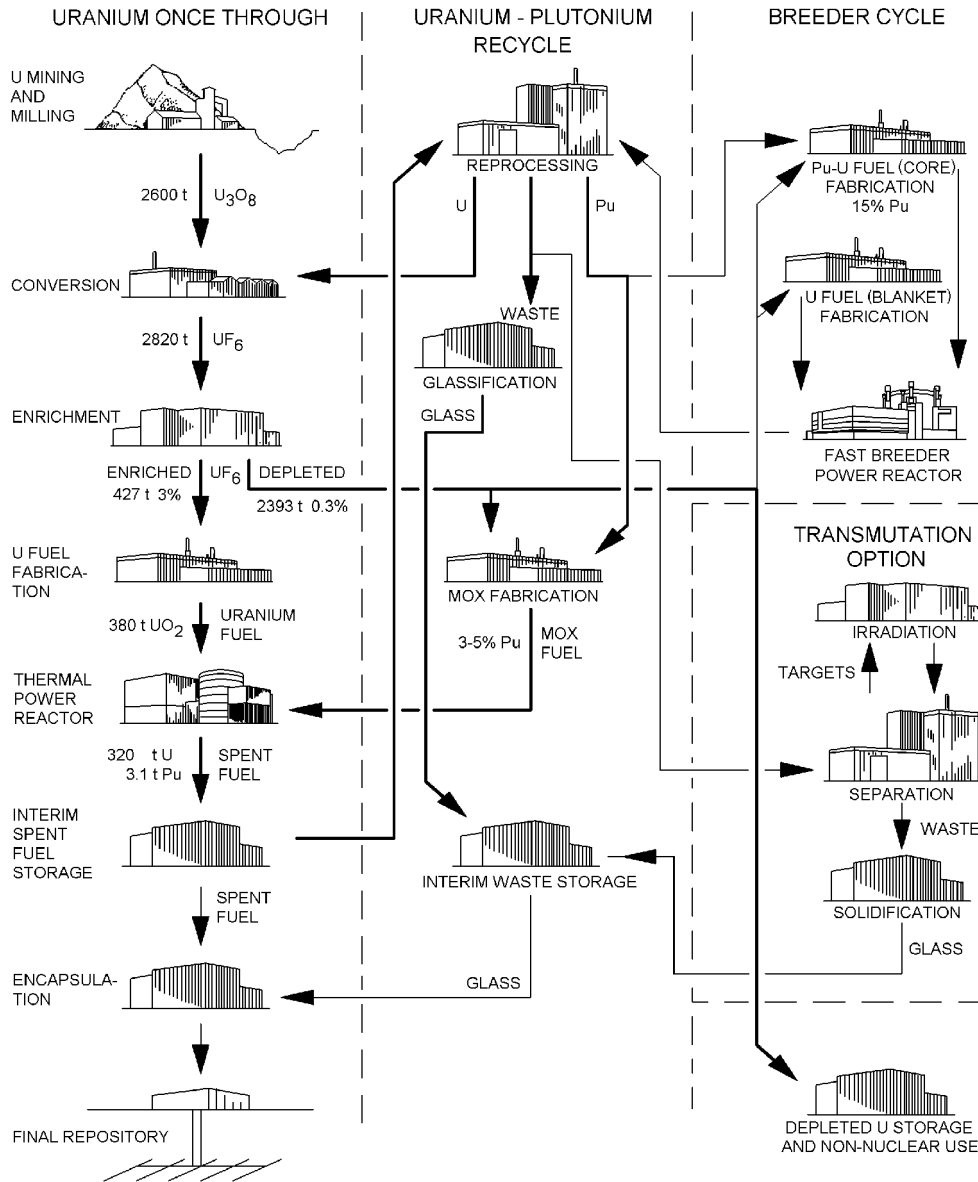 URANIUM ONCE THROUGH
U MINING
AND
MILLING
2600 t U₃O₈
CONVERSION
2820 t UF₆
ENRICHMENT
ENRICHED UF₆ DEPLETED
427 t 3% 2393 t 0.3%
U FUEL
FABRICA-
TION
380 t UO₂ URANIUM
FUEL
THERMAL
POWER
REACTOR
320 t U SPENT
3.1 t Pu FUEL
INTERIM
SPENT
FUEL
STORAGE
SPENT
FUEL
ENCAPSULA-
TION
FINAL REPOSITORY
URANIUM - PLUTONIUM
RECYCLE
REPROCESSING
U Pu
WASTE
GLASSIFICATION
GLASS
MOX FABRICATION
3-5% Pu MOX
FUEL
INTERIM WASTE STORAGE
GLASS
BREEDER CYCLE
Pu-U FUEL (CORE)
FABRICATION
15% Pu
U FUEL (BLANKET)
FABRICATION
FAST BREEDER
POWER REACTOR
TRANSMUTATION
OPTION
IRRADIATION
TARGETS
SEPARATION
WASTE
SOLIDIFICATION
GLASS
DEPLETED U STORAGE
AND NON-NUCLEAR USE